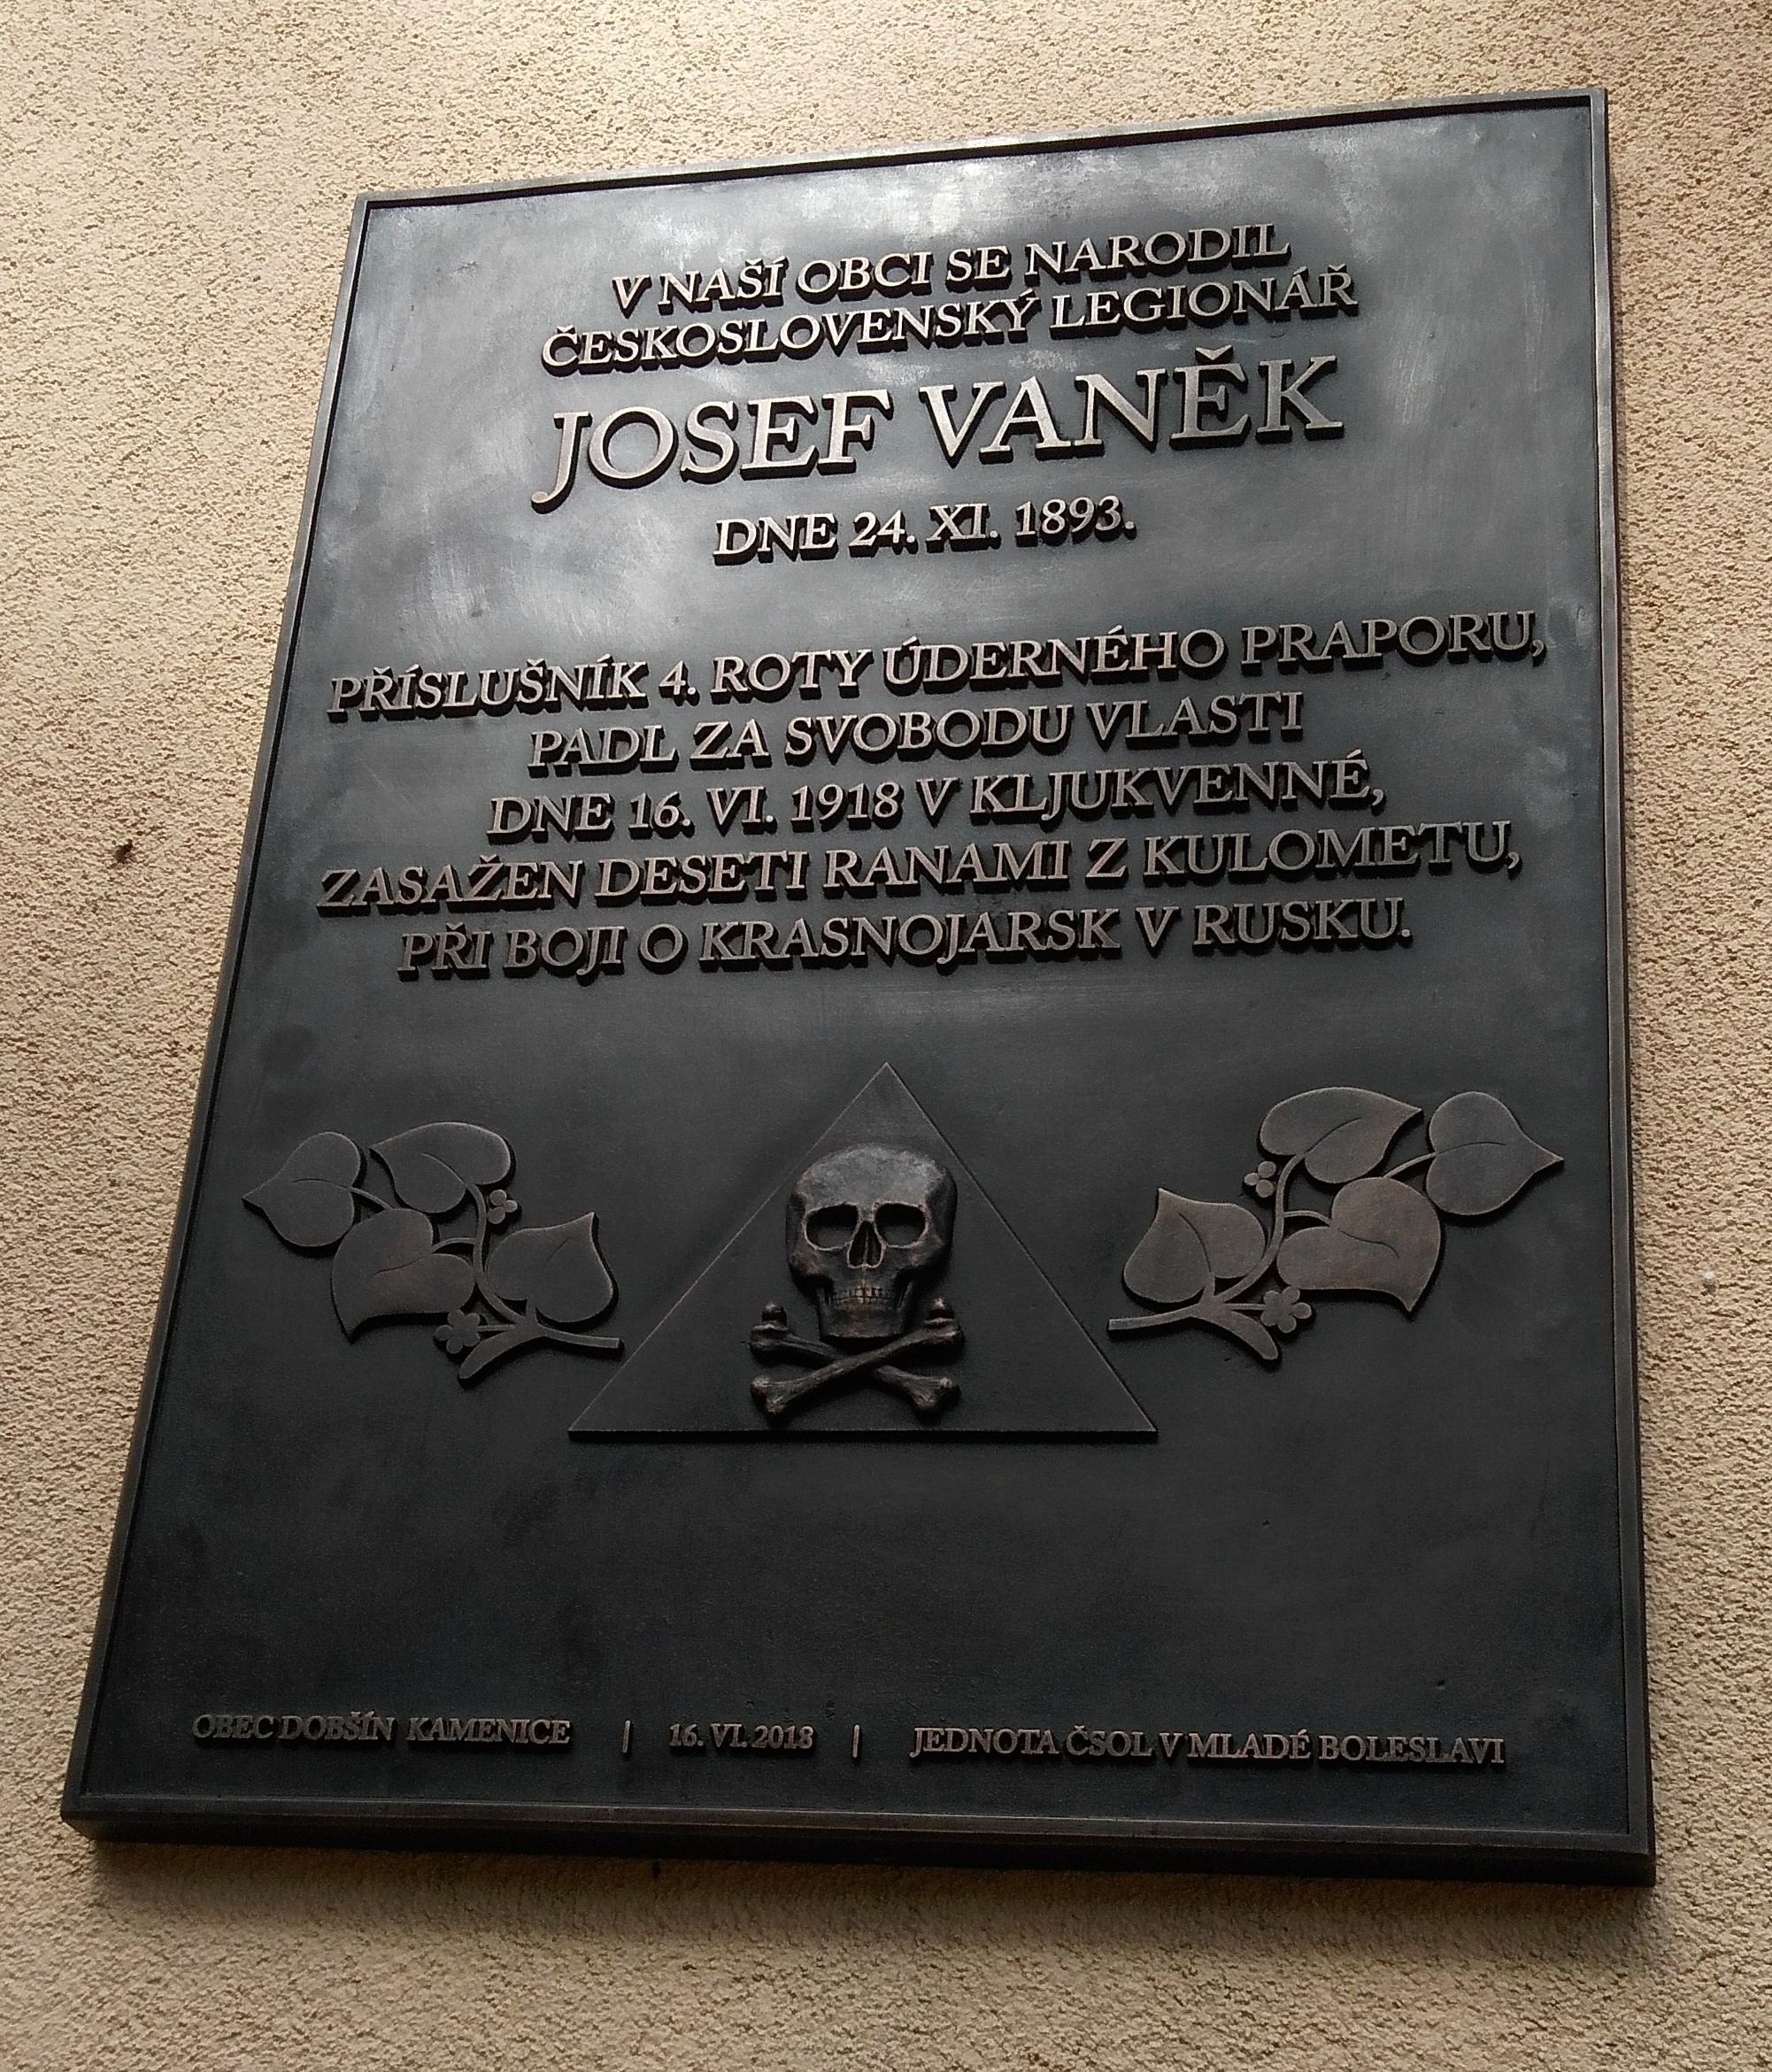 V NAŠÍ OBCI SE NARODIL
ČESKOSLOVENSKÝ LEGIONÁŘ
JOSEF VANĚK
DNE 24. XI. 1893.
PŘÍSLUŠNÍK 4. ROTY ÚDERNÉHO PRAPORU,
PADL ZA SVOBODU VLASTI
DNE 16. VI. 1918 V KLJUKVENNÉ,
ZASAŽEN DESETI RANAMI Z KULOMETU,
PŘI BOJI O KRASNOJARSK V RUSKU.
OBEC DOBŠÍN KAMENICE | 16. VI. 2018 | JEDNOTA ČSOL V MLADÉ BOLESLAVI